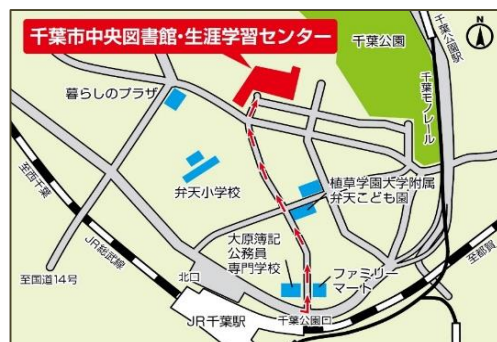 千葉市中央図書館・生涯学習センター
千葉公園
千葉公園駅
N
千葉モノレール
暮らしのプラザ
至西千葉
弁天小学校
植草学園大学附属
弁天こども園
JR総武線
大原簿記
公務員
専門学校
ファミリー
マート
至都賀
至国道14号
北口
JR千葉駅
千葉公園口